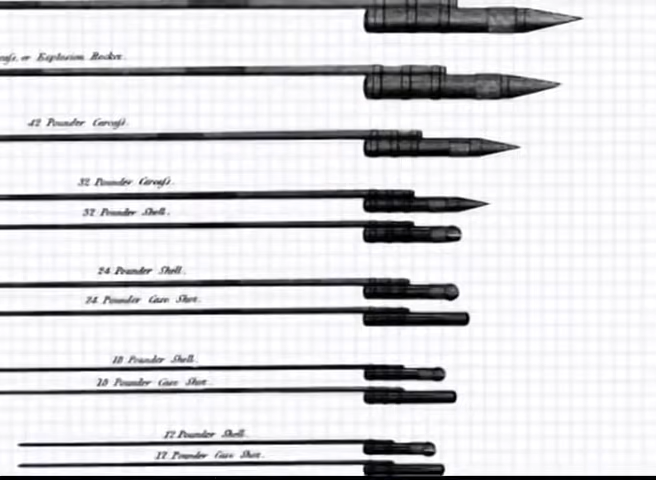 or Explosion Rocket.
42 Pounder Carcaſs.
32 Pounder Carcaſs.
32 Pounder Shell.
24 Pounder Shell.
24 Pounder Case Shot.
18 Pounder Shell.
18 Pounder Case Shot.
12 Pounder Shell.
12 Pounder Case Shot.